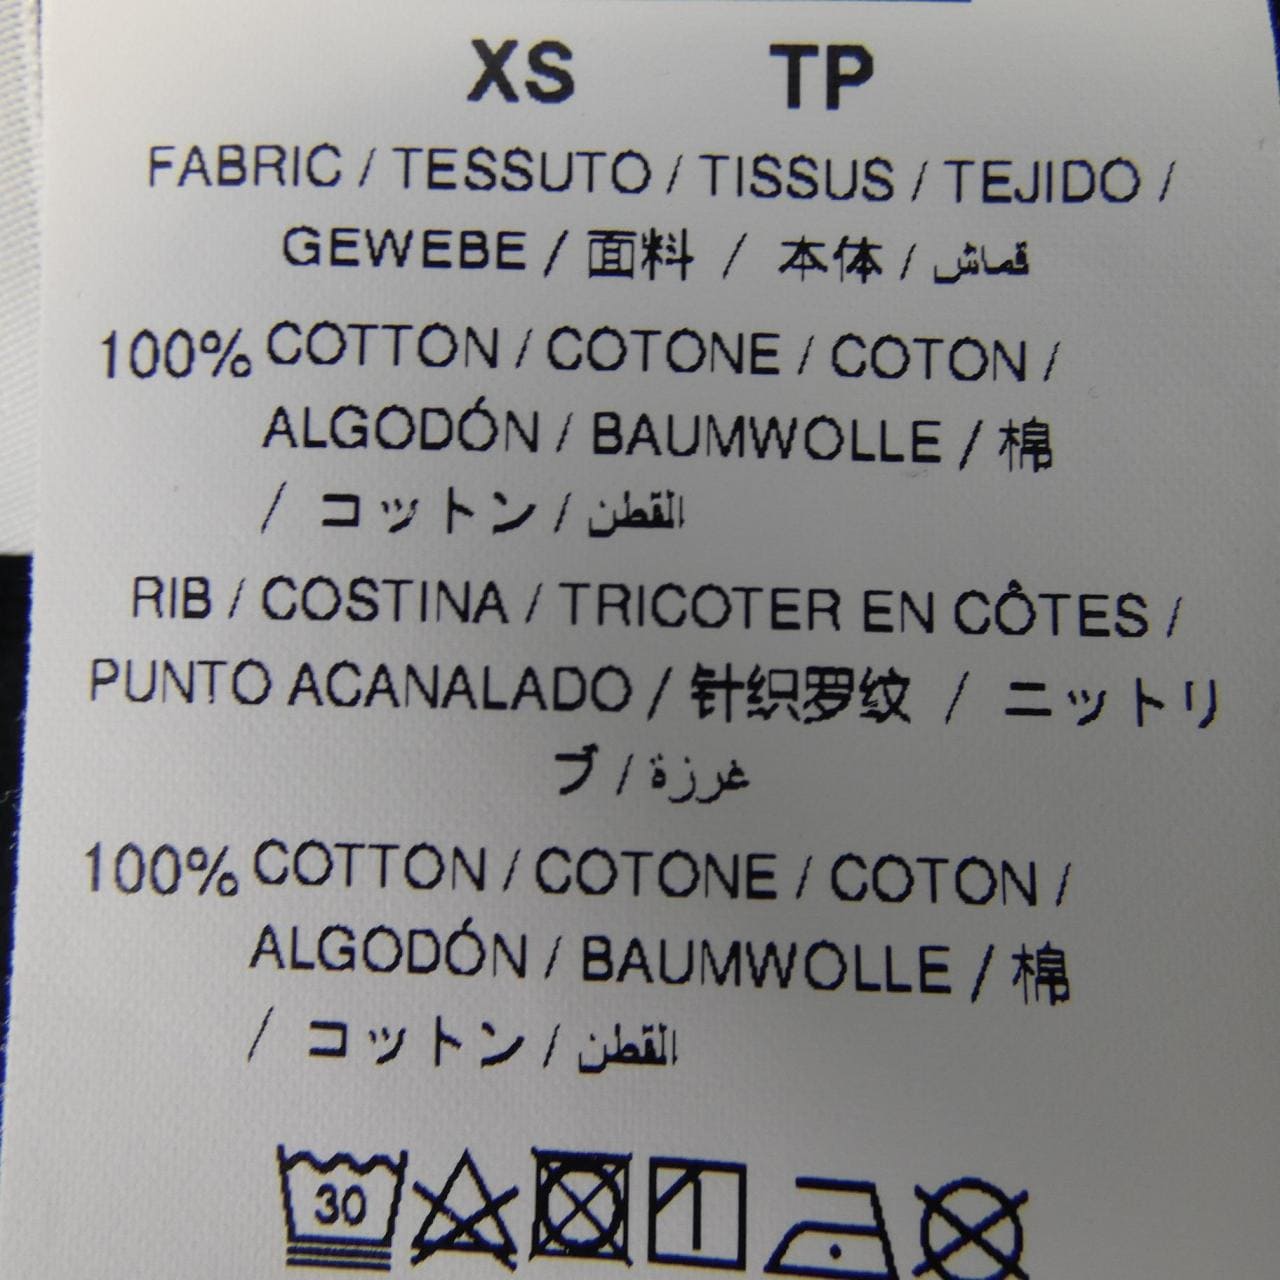 XS TP
FABRIC / TESSUTO / TISSUS / TEJIDO /
GEWEBE / 面料 / 本体 / قماش
100% COTTON / COTONE / COTON /
ALGODÓN / BAUMWOLLE / 棉
/ コットン / القطن
RIB / COSTINA / TRICOTER EN CÔTES /
PUNTO ACANALADO / 针织罗纹 / ニットリ
ブ / غرزة
100% COTTON / COTONE / COTON /
ALGODÓN / BAUMWOLLE / 棉
/ コットン / القطن
30